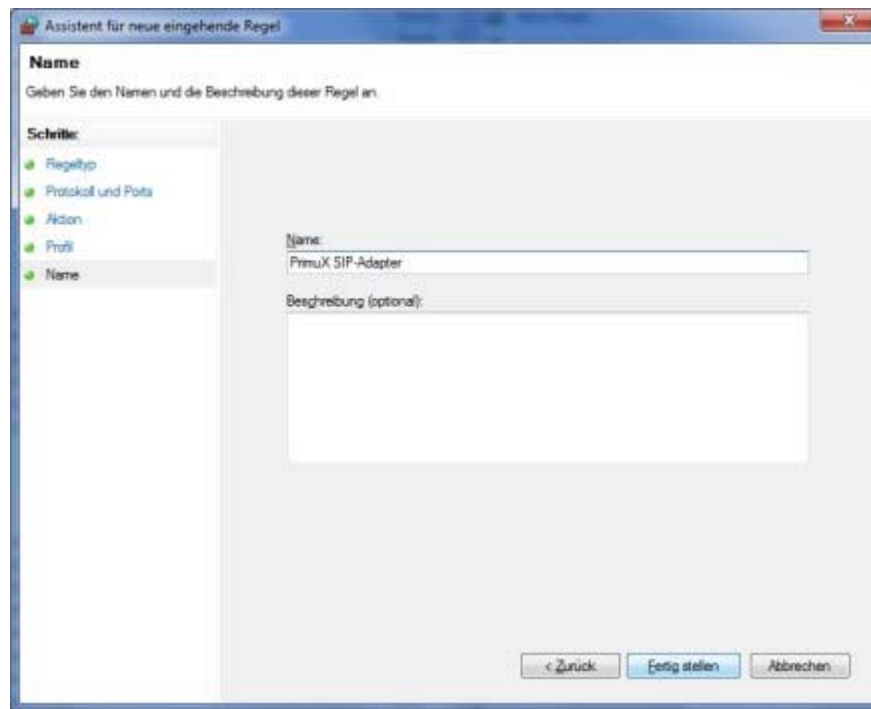 Assistent für neue eingehende Regel
Name
Geben Sie den Namen und die Beschreibung dieser Regel an.
Schritte:
Regeltyp
Protokoll und Ports
Aktion
Profil
Name
Name:
PrimuX SIP-Adapter
Beschreibung (optional):
< Zurück
Fertig stellen
Abbrechen